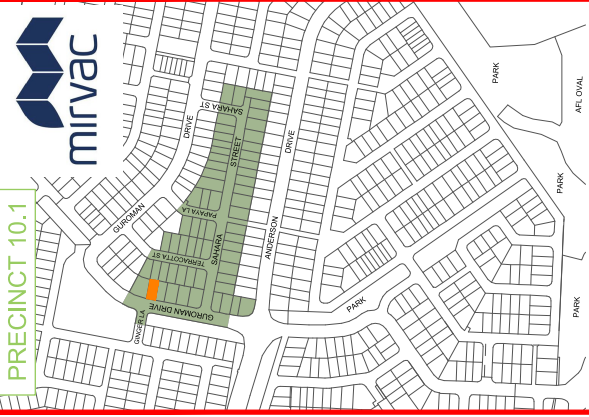 mirvac
PRECINCT 10.1
PARK
AFL OVAL
SAHARA ST
DRIVE
STREET
DRIVE
PARK
PAPAYA LA
GUROMAN
SAHARA
ANDERSON
TERRACOTTA ST
PARK
PARK
GUROMAN DRIVE
GINGER LA